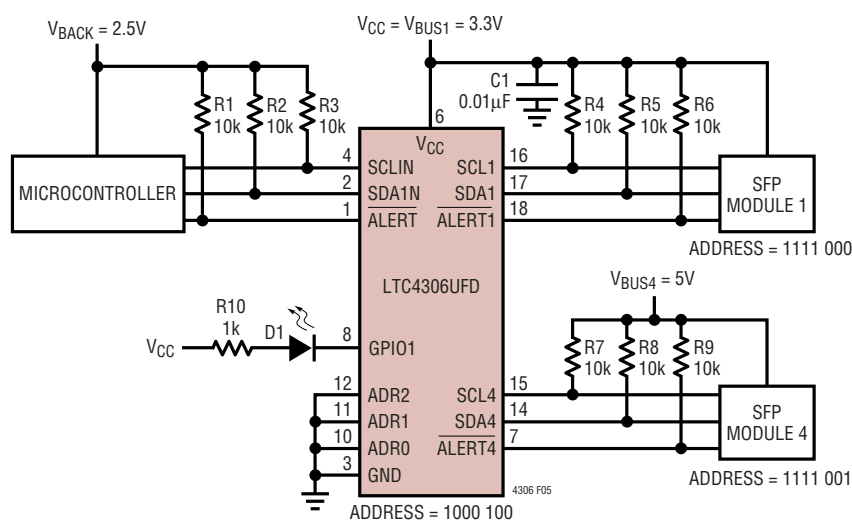 VBACK = 2.5V
VCC = VBUS1 = 3.3V
R1
10k
R2
10k
R3
10k
C1
0.01μF
R4
10k
R5
10k
R6
10k
MICROCONTROLLER
4
2
1
6
VCC
SCLIN
SDA1N
ALERT
SCL1
SDA1
ALERT1
16
17
18
SFP
MODULE 1
ADDRESS = 1111 000
LTC4306UFD
VBUS4 = 5V
VCC
R10
1k
D1
8
GPIO1
R7
10k
R8
10k
R9
10k
12
11
10
3
ADR2
ADR1
ADR0
GND
SCL4
SDA4
ALERT4
15
14
7
SFP
MODULE 4
ADDRESS = 1111 001
4306 F05
ADDRESS = 1000 100